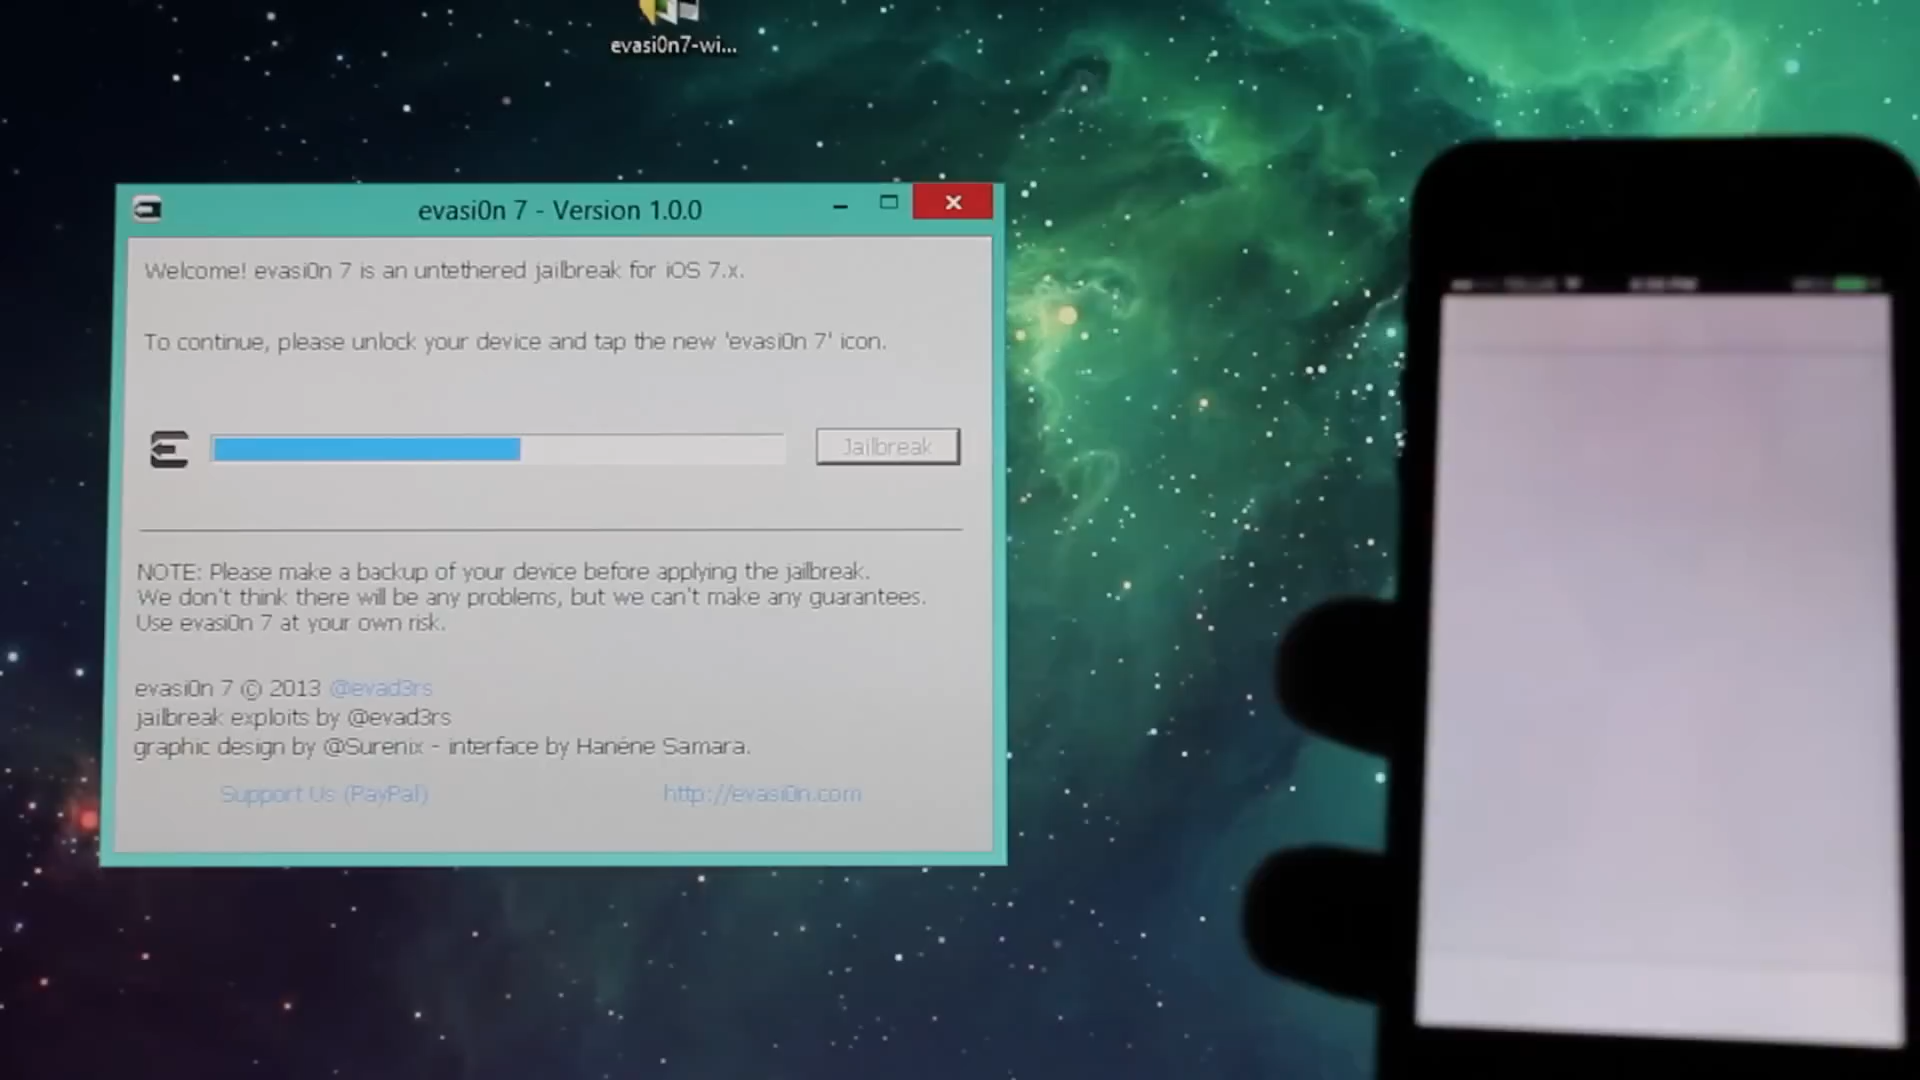 evasi0n7-wi...
evasi0n 7 - Version 1.0.0
Welcome! evasi0n 7 is an untethered jailbreak for iOS 7.x.
To continue, please unlock your device and tap the new 'evasi0n 7' icon.
Jailbreak
NOTE: Please make a backup of your device before applying the jailbreak.
We don't think there will be any problems, but we can't make any guarantees.
Use evasi0n 7 at your own risk.
evasi0n 7 © 2013 @evad3rs
jailbreak exploits by @evad3rs
graphic design by @Surenix - interface by Hanène Samara.
Support Us (PayPal)
http://evasi0n.com